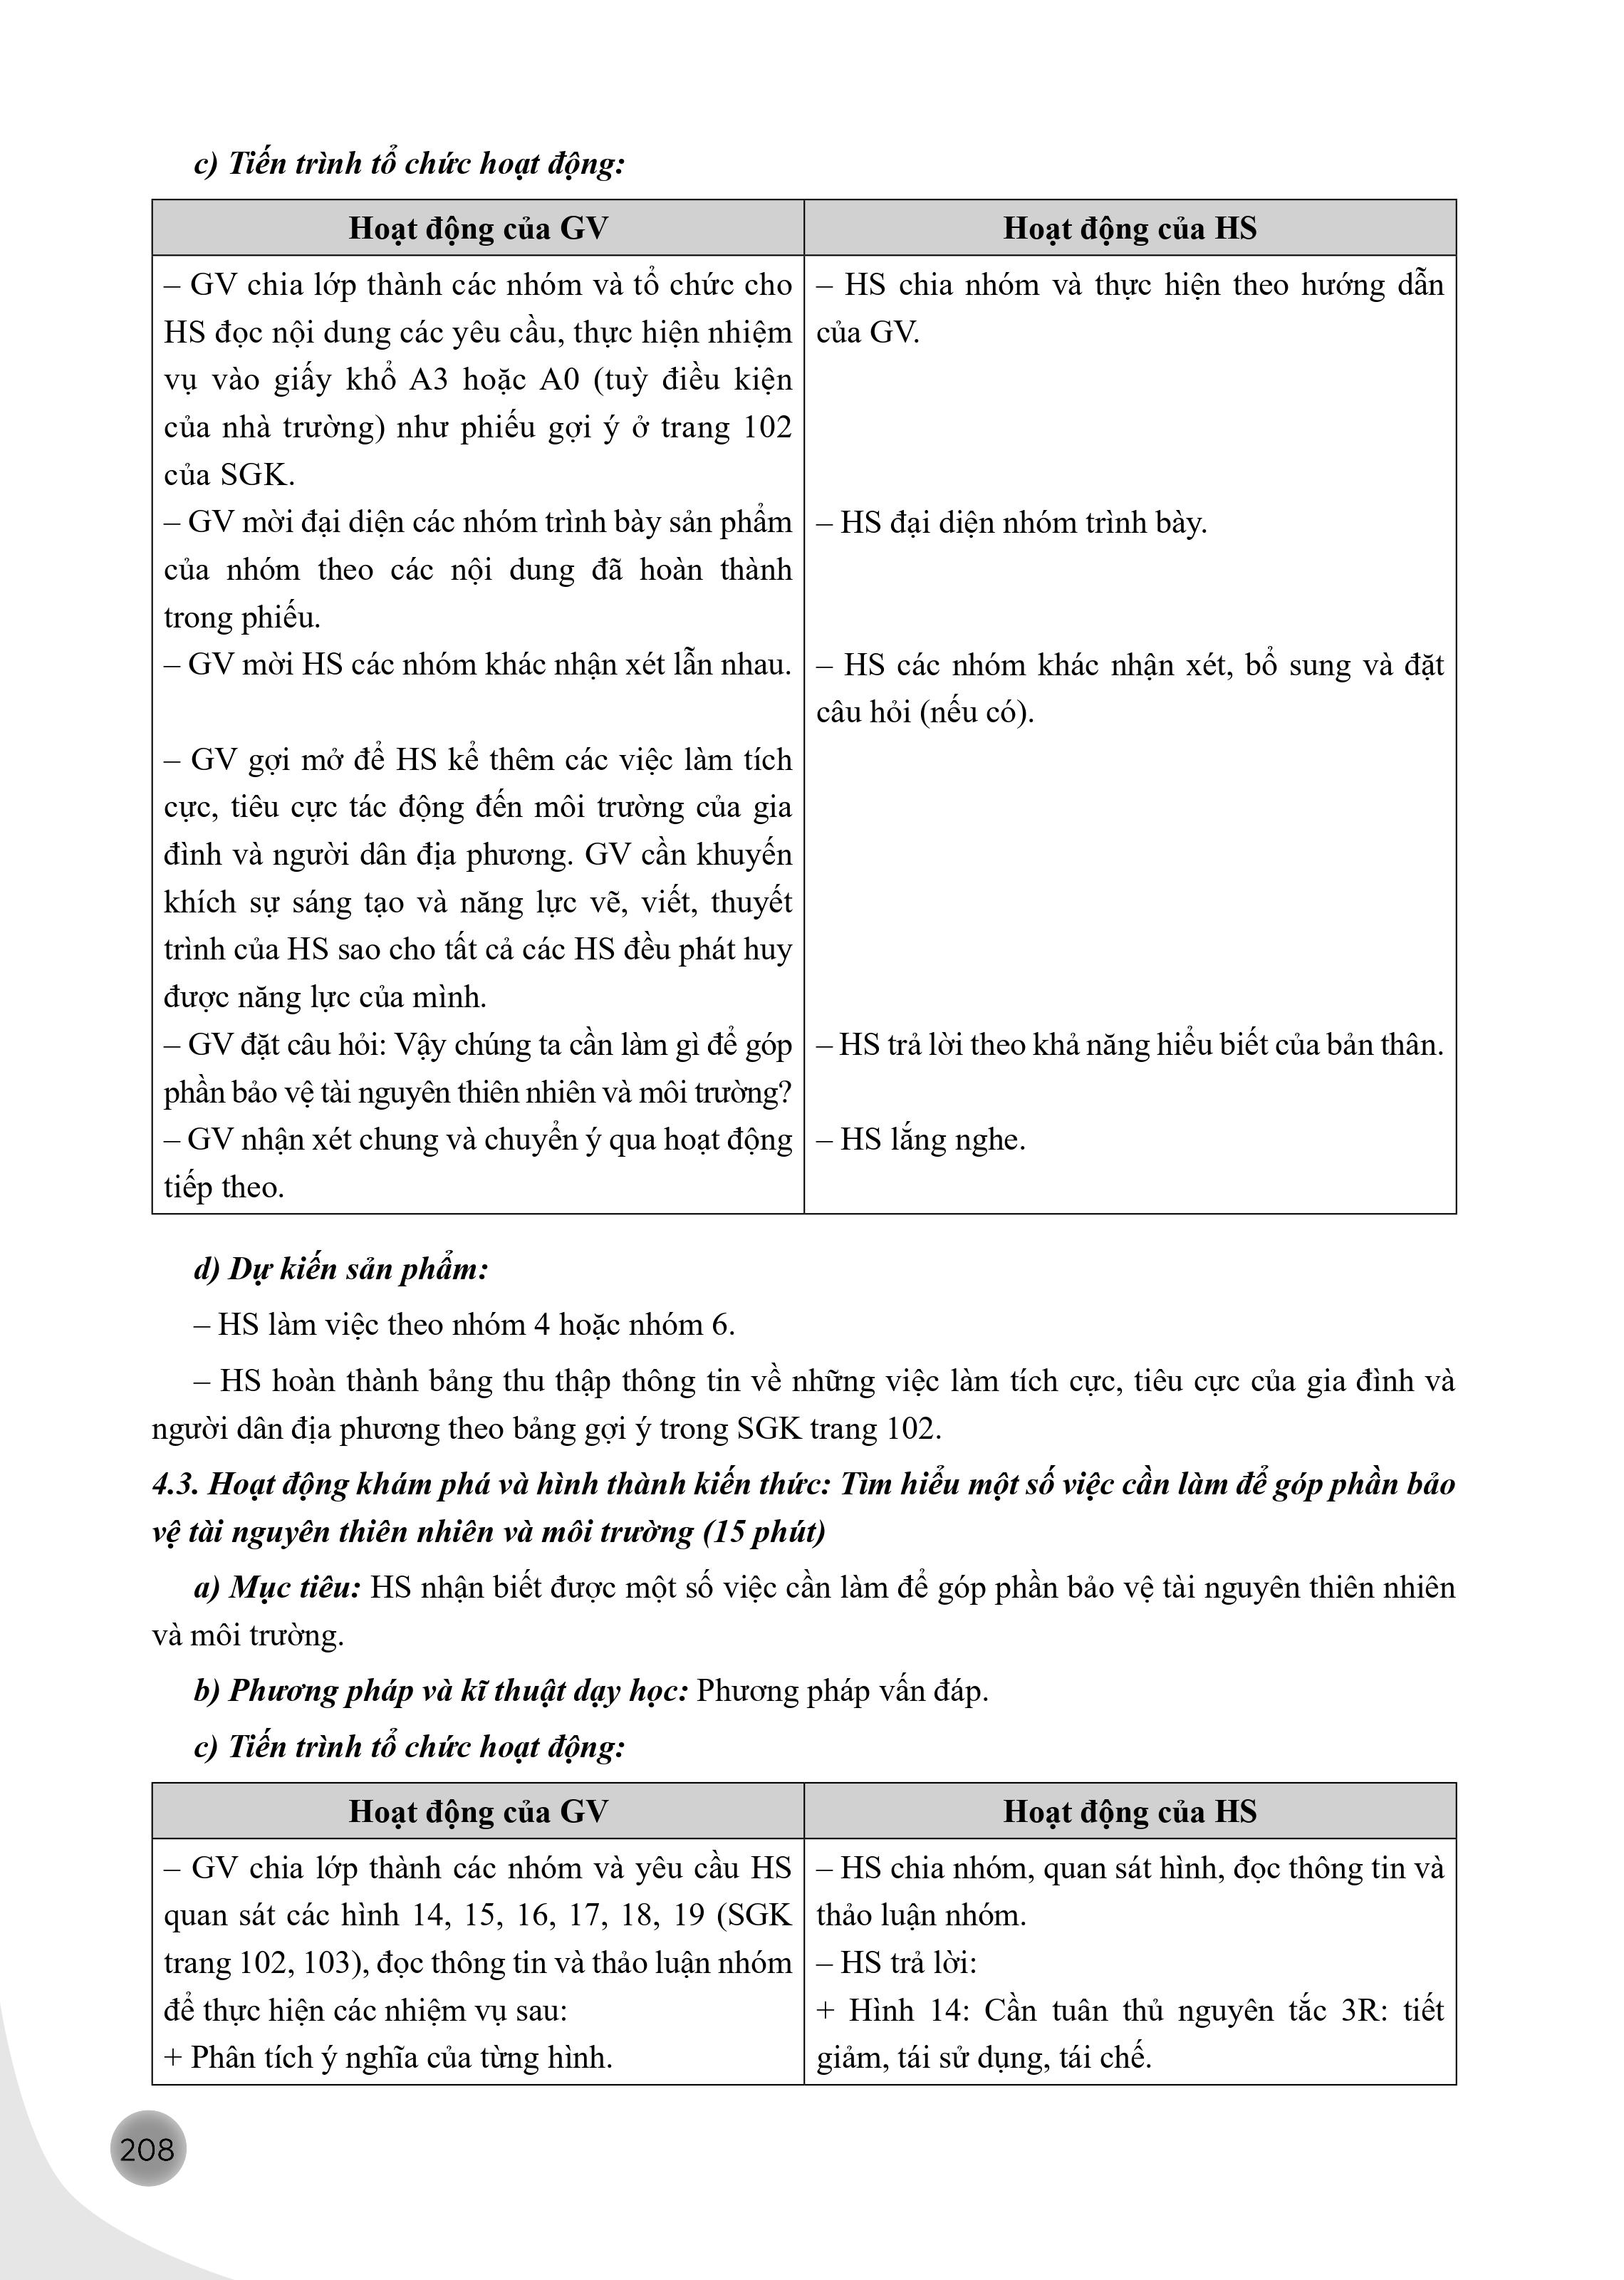 c) Tiến trình tổ chức hoạt động:
Hoạt động của GV
Hoạt động của HS
– GV chia lớp thành các nhóm và tổ chức cho
HS đọc nội dung các yêu cầu, thực hiện nhiệm
vụ vào giấy khổ A3 hoặc A0 (tuỳ điều kiện
của nhà trường) như phiếu gợi ý ở trang 102
của SGK.
– HS chia nhóm và thực hiện theo hướng dẫn
của GV.
– GV mời đại diện các nhóm trình bày sản phẩm
của nhóm theo các nội dung đã hoàn thành
trong phiếu.
– HS đại diện nhóm trình bày.
– GV mời HS các nhóm khác nhận xét lẫn nhau.
– HS các nhóm khác nhận xét, bổ sung và đặt
câu hỏi (nếu có).
– GV gợi mở để HS kể thêm các việc làm tích
cực, tiêu cực tác động đến môi trường của gia
đình và người dân địa phương. GV cần khuyến
khích sự sáng tạo và năng lực vẽ, viết, thuyết
trình của HS sao cho tất cả các HS đều phát huy
được năng lực của mình.
– GV đặt câu hỏi: Vậy chúng ta cần làm gì để góp
phần bảo vệ tài nguyên thiên nhiên và môi trường?
– HS trả lời theo khả năng hiểu biết của bản thân.
– GV nhận xét chung và chuyển ý qua hoạt động
tiếp theo.
– HS lắng nghe.
d) Dự kiến sản phẩm:
– HS làm việc theo nhóm 4 hoặc nhóm 6.
– HS hoàn thành bảng thu thập thông tin về những việc làm tích cực, tiêu cực của gia đình và
người dân địa phương theo bảng gợi ý trong SGK trang 102.
4.3. Hoạt động khám phá và hình thành kiến thức: Tìm hiểu một số việc cần làm để góp phần bảo
vệ tài nguyên thiên nhiên và môi trường (15 phút)
a) Mục tiêu: HS nhận biết được một số việc cần làm để góp phần bảo vệ tài nguyên thiên nhiên
và môi trường.
b) Phương pháp và kĩ thuật dạy học: Phương pháp vấn đáp.
c) Tiến trình tổ chức hoạt động:
Hoạt động của GV
Hoạt động của HS
– GV chia lớp thành các nhóm và yêu cầu HS
quan sát các hình 14, 15, 16, 17, 18, 19 (SGK
trang 102, 103), đọc thông tin và thảo luận nhóm
để thực hiện các nhiệm vụ sau:
+ Phân tích ý nghĩa của từng hình.
– HS chia nhóm, quan sát hình, đọc thông tin và
thảo luận nhóm.
– HS trả lời:
+ Hình 14: Cần tuân thủ nguyên tắc 3R: tiết
giảm, tái sử dụng, tái chế.
208